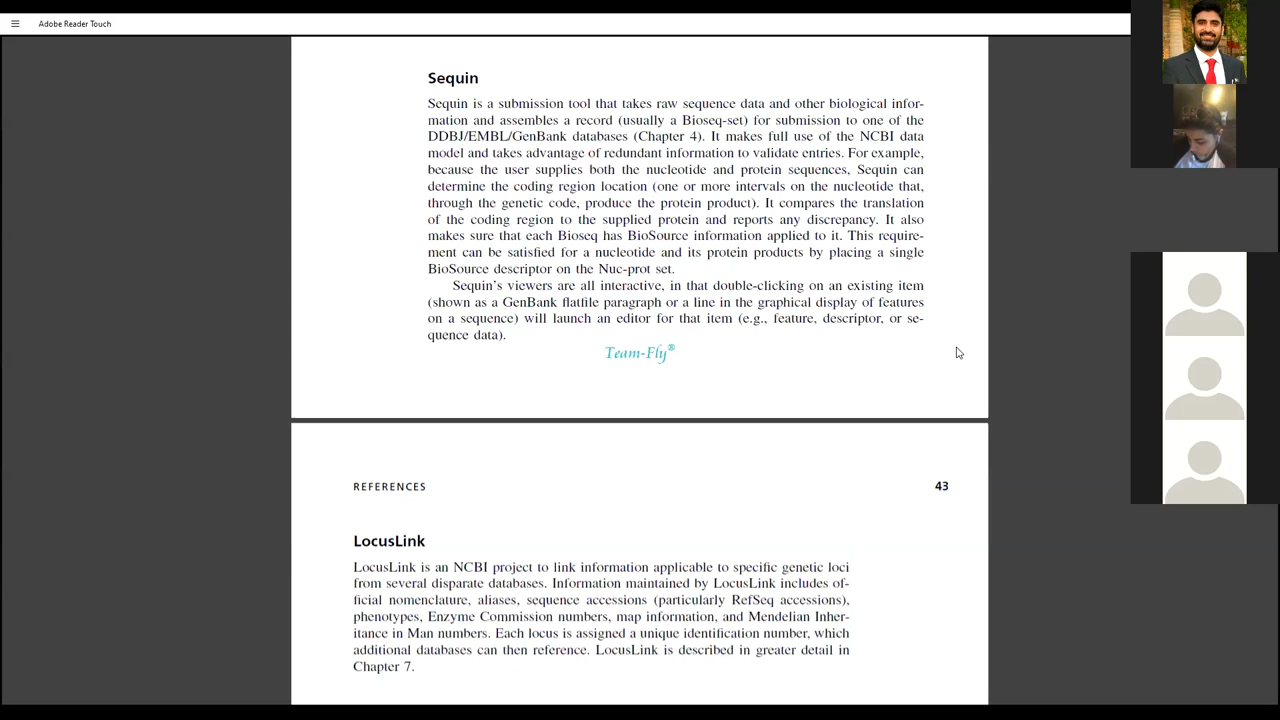 Adobe Reader Touch
Sequin
Sequin is a submission tool that takes raw sequence data and other biological infor-
mation and assembles a record (usually a Bioseq-set) for submission to one of the
DDBJ/EMBL/GenBank databases (Chapter 4). It makes full use of the NCBI data
model and takes advantage of redundant information to validate entries. For example,
because the user supplies both the nucleotide and protein sequences, Sequin can
determine the coding region location (one or more intervals on the nucleotide that,
through the genetic code, produce the protein product). It compares the translation
of the coding region to the supplied protein and reports any discrepancy. It also
makes sure that each Bioseq has BioSource information applied to it. This require-
ment can be satisfied for a nucleotide and its protein products by placing a single
BioSource descriptor on the Nuc-prot set.
Sequin's viewers are all interactive, in that double-clicking on an existing item
(shown as a GenBank flatfile paragraph or a line in the graphical display of features
on a sequence) will launch an editor for that item (e.g., feature, descriptor, or se-
quence data).
Team-Fly®
REFERENCES 43
LocusLink
LocusLink is an NCBI project to link information applicable to specific genetic loci
from several disparate databases. Information maintained by LocusLink includes of-
ficial nomenclature, aliases, sequence accessions (particularly RefSeq accessions),
phenotypes, Enzyme Commission numbers, map information, and Mendelian Inher-
itance in Man numbers. Each locus is assigned a unique identification number, which
additional databases can then reference. LocusLink is described in greater detail in
Chapter 7.